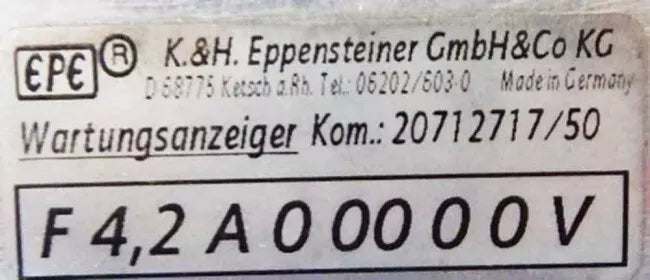 EPE® K.&H. Eppensteiner GmbH&Co KG
D-68775 Ketsch a.Rh. Tel.: 06202/603-0 Made in Germany
Wartungsanzeiger Kom.: 20712717/50
F 4,2 A 0 00 0 0 V